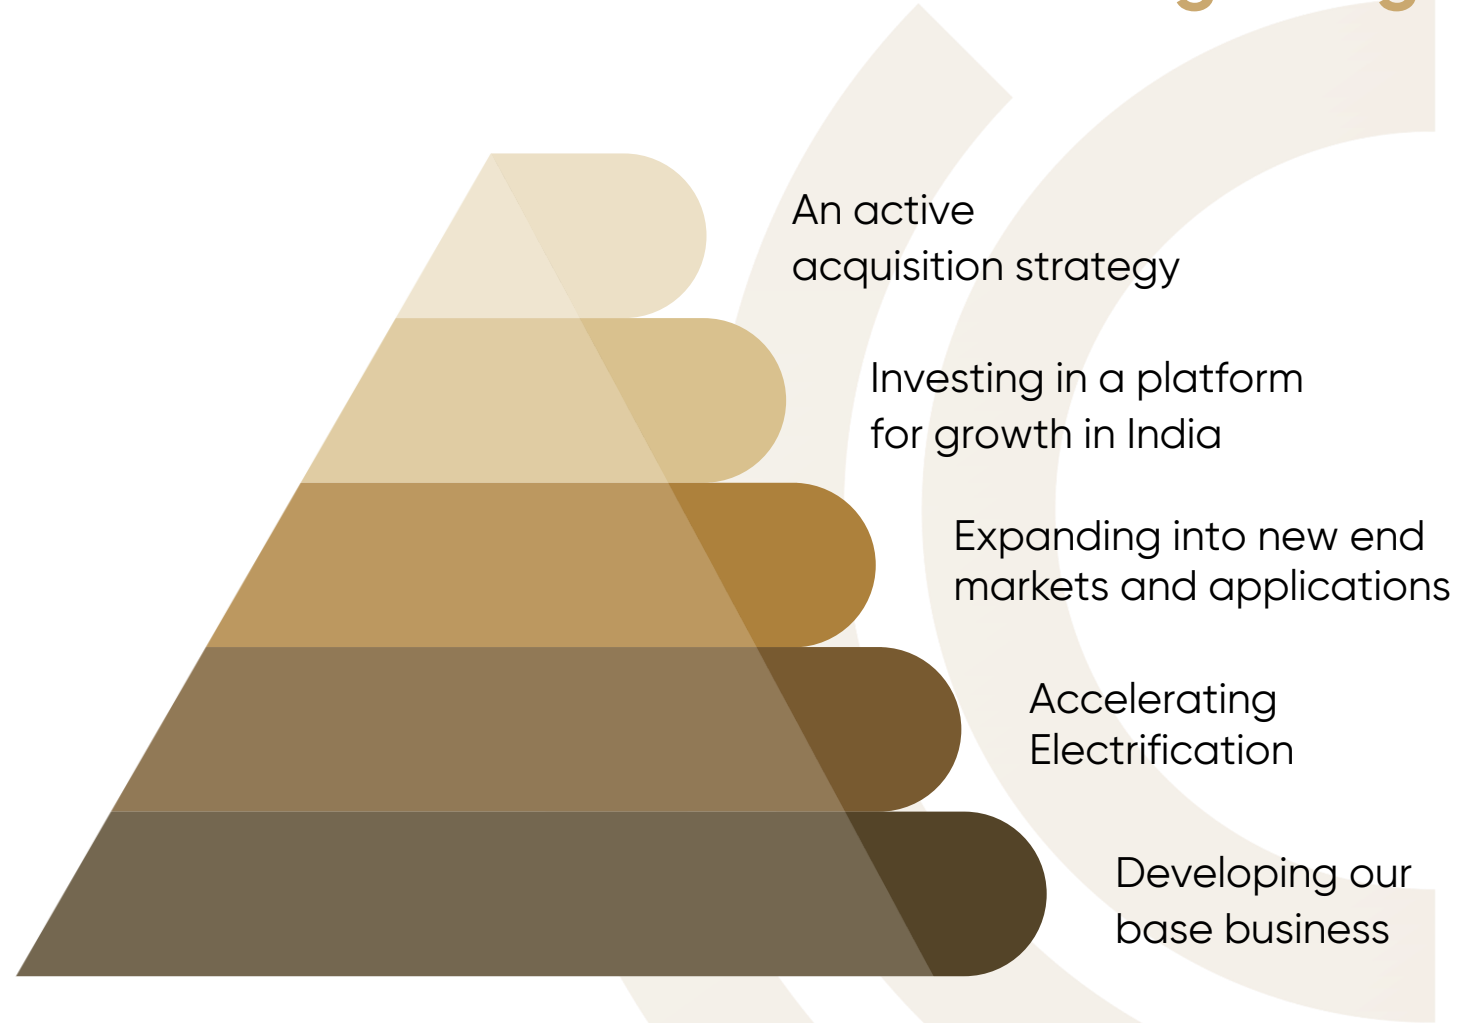 An active
acquisition strategy
Investing in a platform
for growth in India
Expanding into new end
markets and applications
Accelerating
Electrification
Developing our
base business